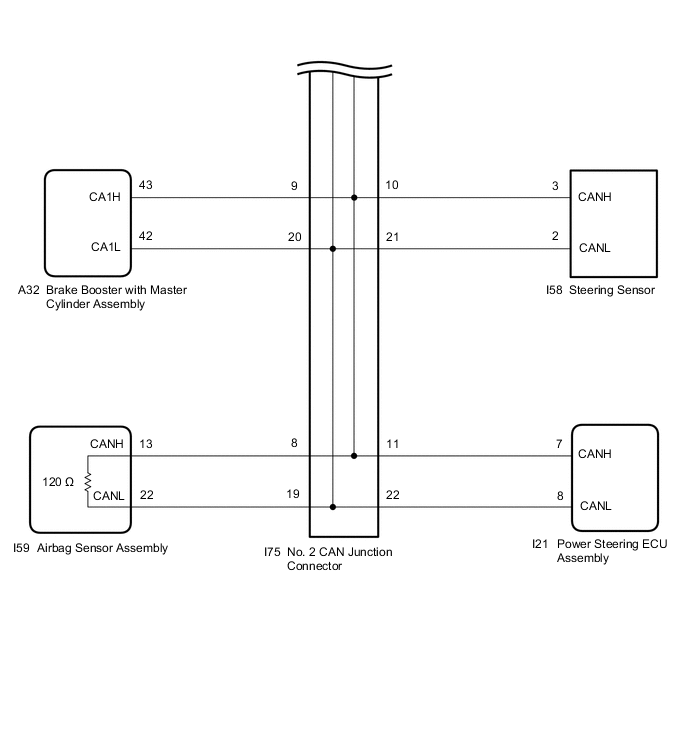 43 9 10 3
CA1H CANH
42 20 21 2
CA1L CANL
A32 Brake Booster with Master
Cylinder Assembly
I58 Steering Sensor
CANH 13 8 11 7
CANH
120 Ω
CANL 22 19 22 8
CANL
I59 Airbag Sensor Assembly
I75 No. 2 CAN Junction
Connector
I21 Power Steering ECU
Assembly